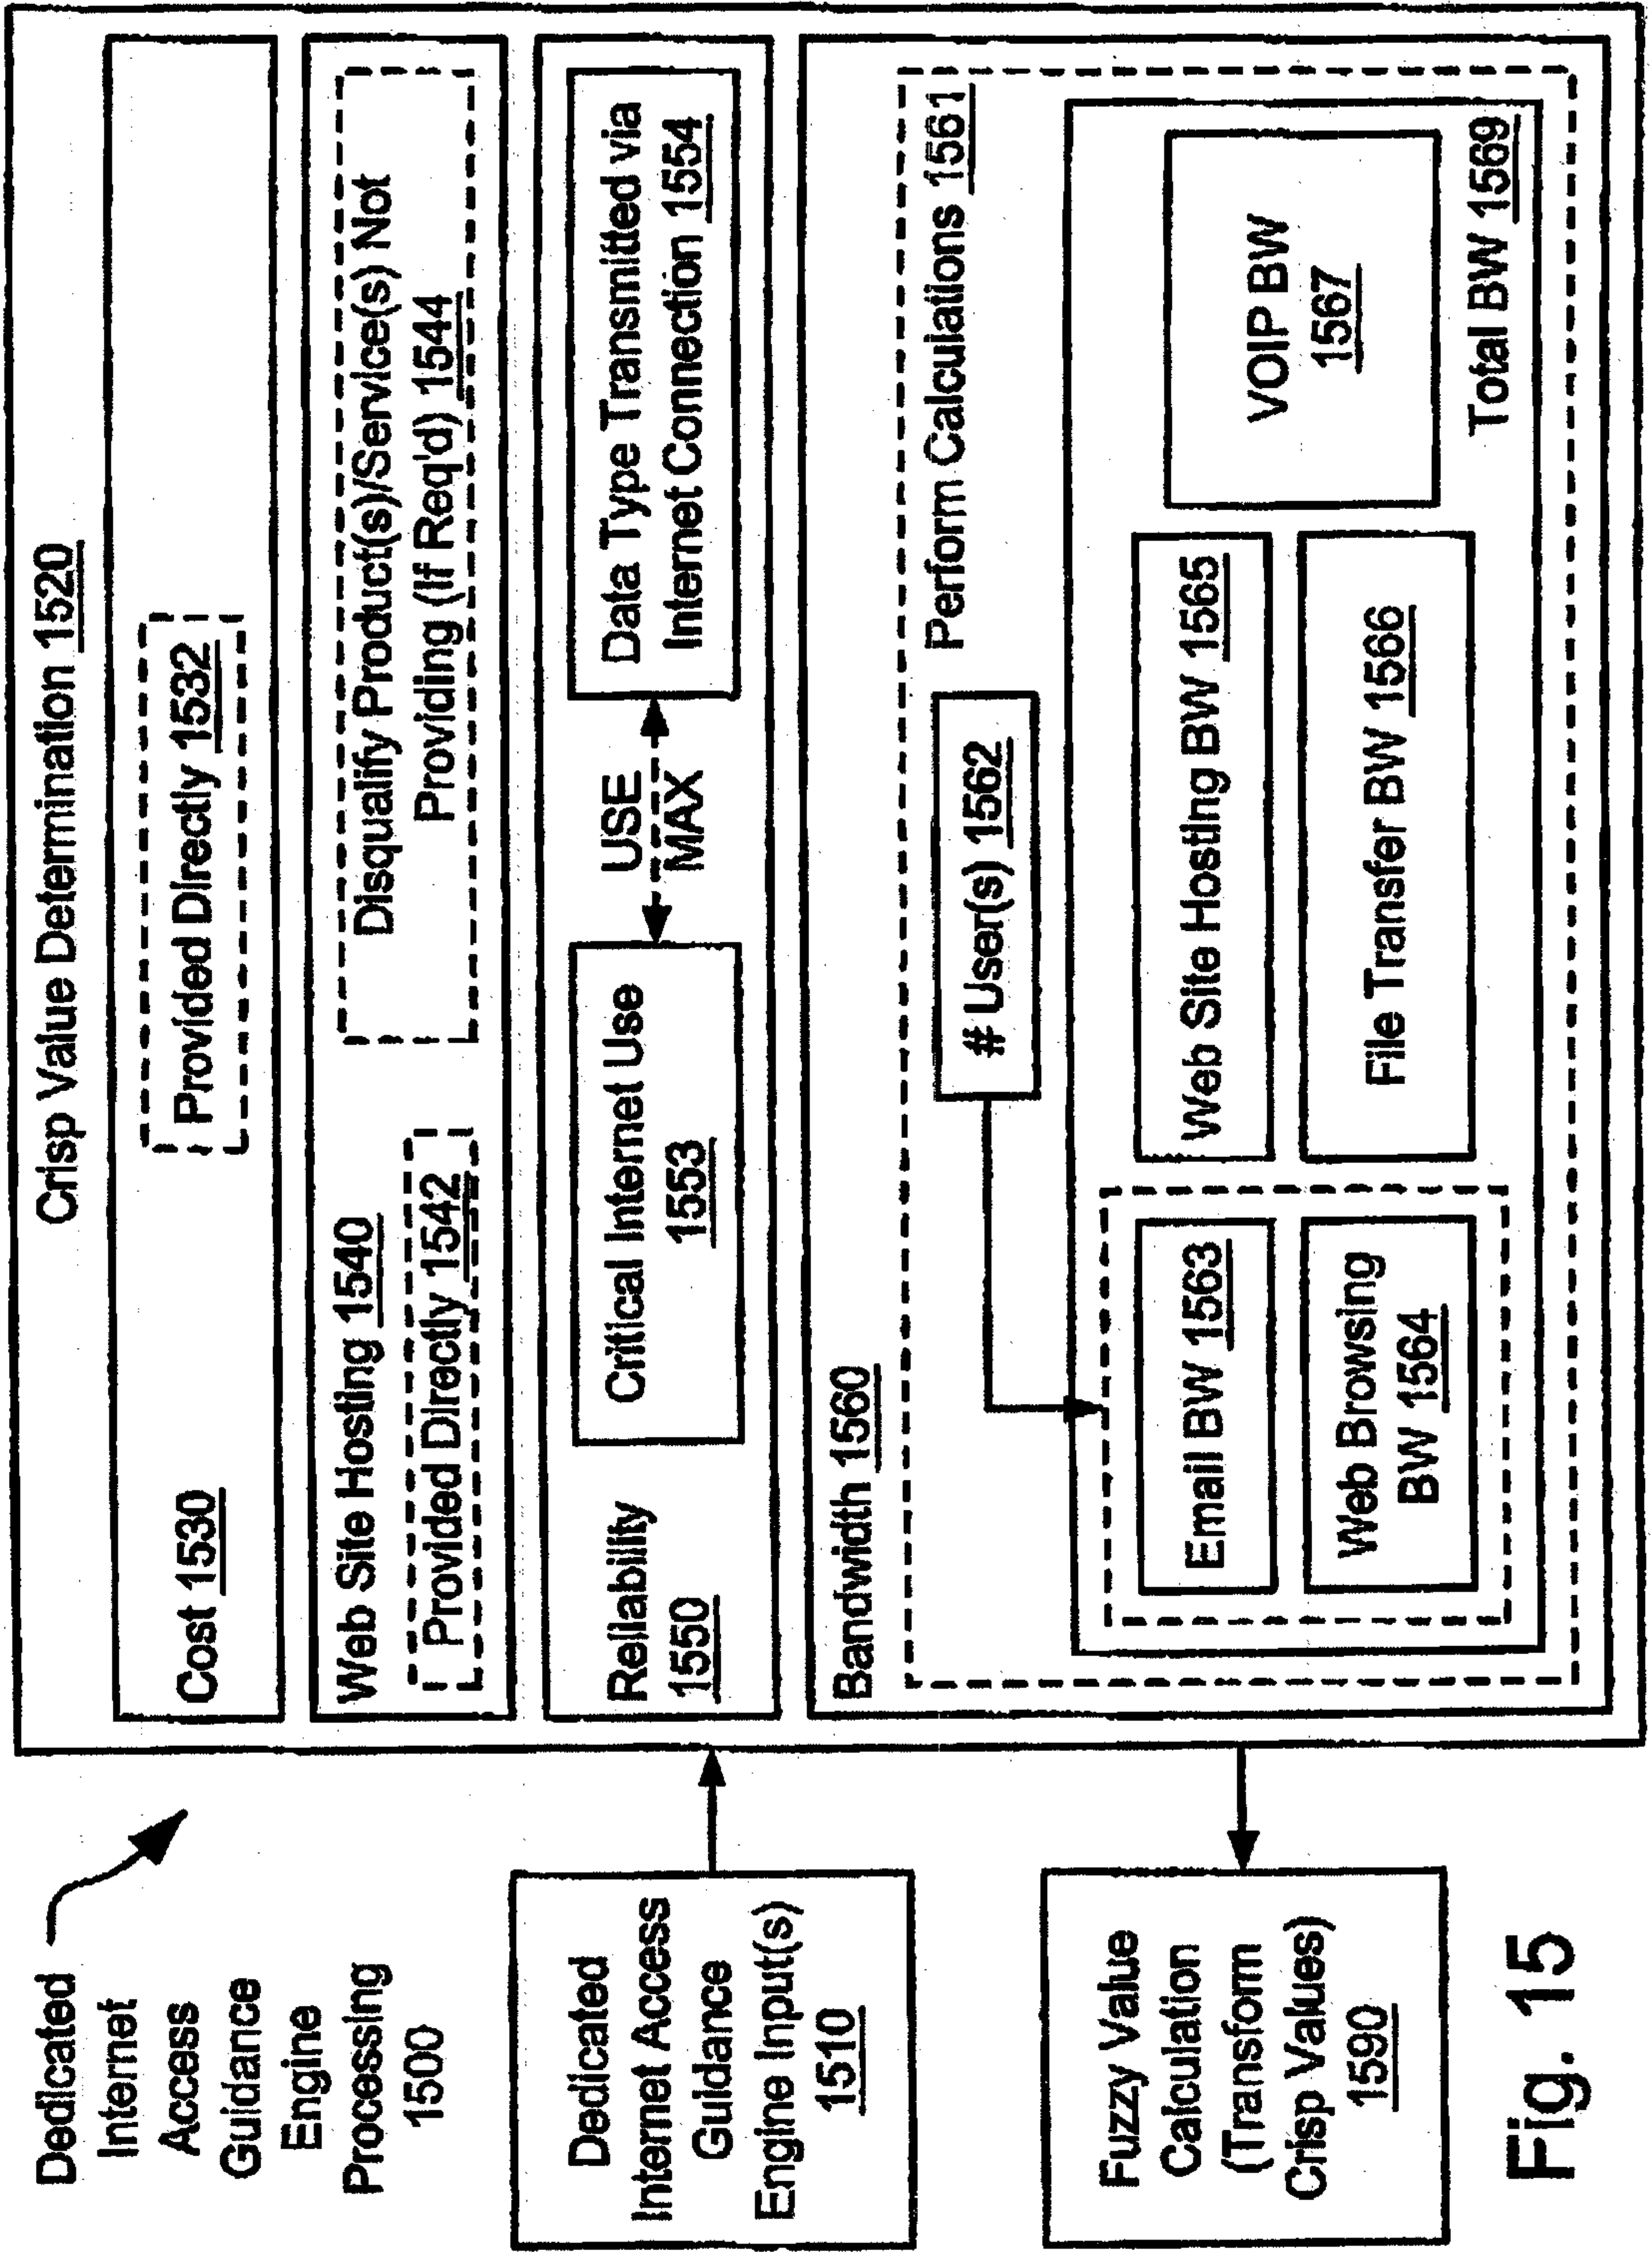 Dedicated
Internet
Access
Guidance
Engine
Processing
1500
Dedicated
Internet Access
Guidance
Engine Input(s)
1510
Fuzzy Value
Calculation
(Transform
Crisp Values)
1590
Crisp Value Determination 1520
Cost 1530
Provided Directly 1532
Web Site Hosting 1540
Provided Directly 1542
Disqualify Product(s)/Service(s) Not
Providing (If Req'd) 1544
Reliability
1550
Critical Internet Use
1553
USE
MAX
Data Type Transmitted via
Internet Connection 1554
Bandwidth 1560
Perform Calculations 1561
# User(s) 1562
Email BW 1563
Web Browsing
BW 1564
Web Site Hosting BW 1565
File Transfer BW 1566
VOIP BW
1567
Total BW 1569
Fig. 15